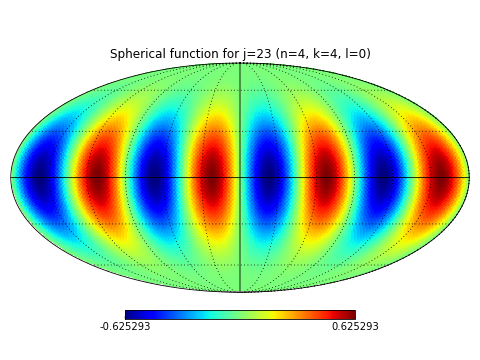 Spherical function for j=23 (n=4, k=4, l=0)
-0.625293 0.625293